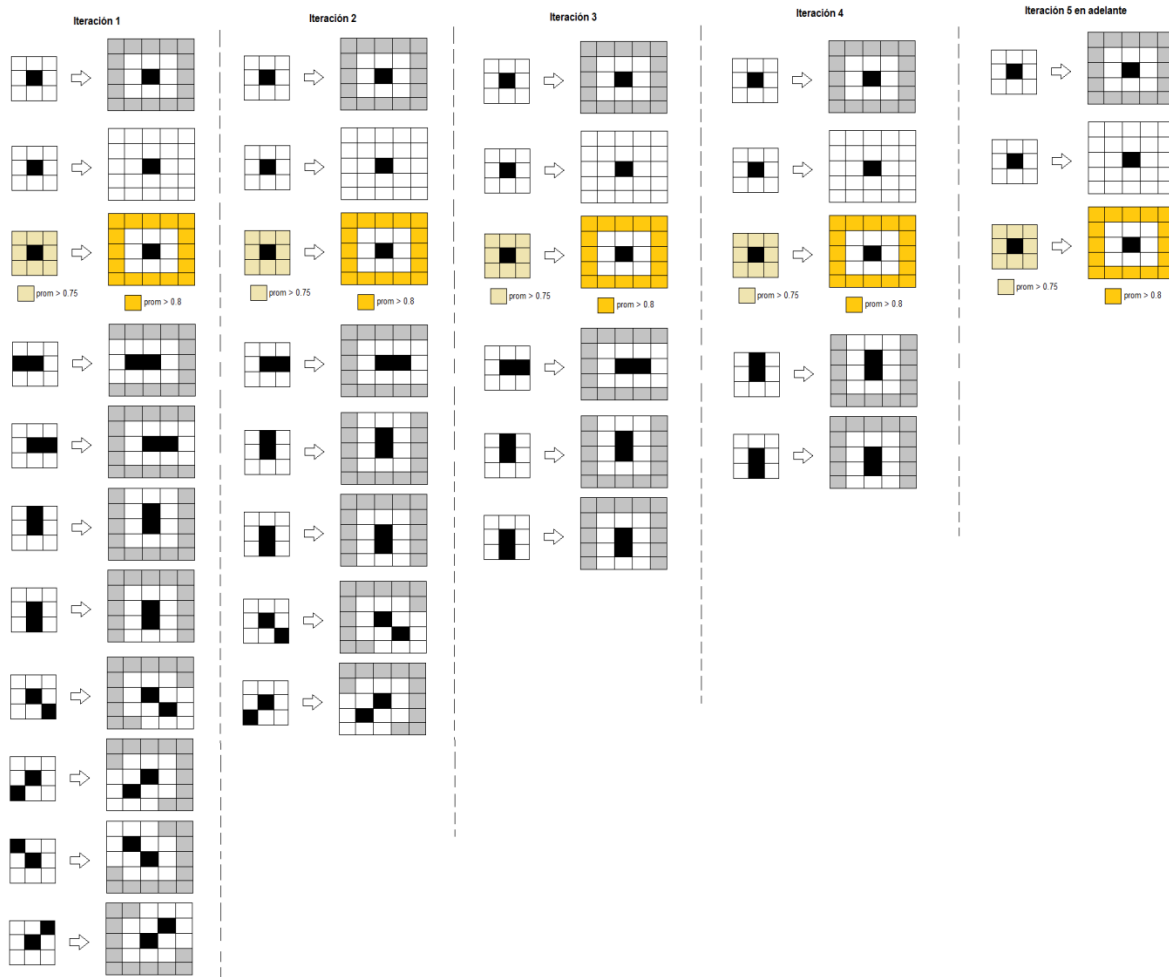 Iteración 1
Iteración 2
Iteración 3
Iteración 4
Iteración 5 en adelante
prom > 0.75
prom > 0.8
prom > 0.75
prom > 0.8
prom > 0.75
prom > 0.8
prom > 0.75
prom > 0.8
prom > 0.75
prom > 0.8